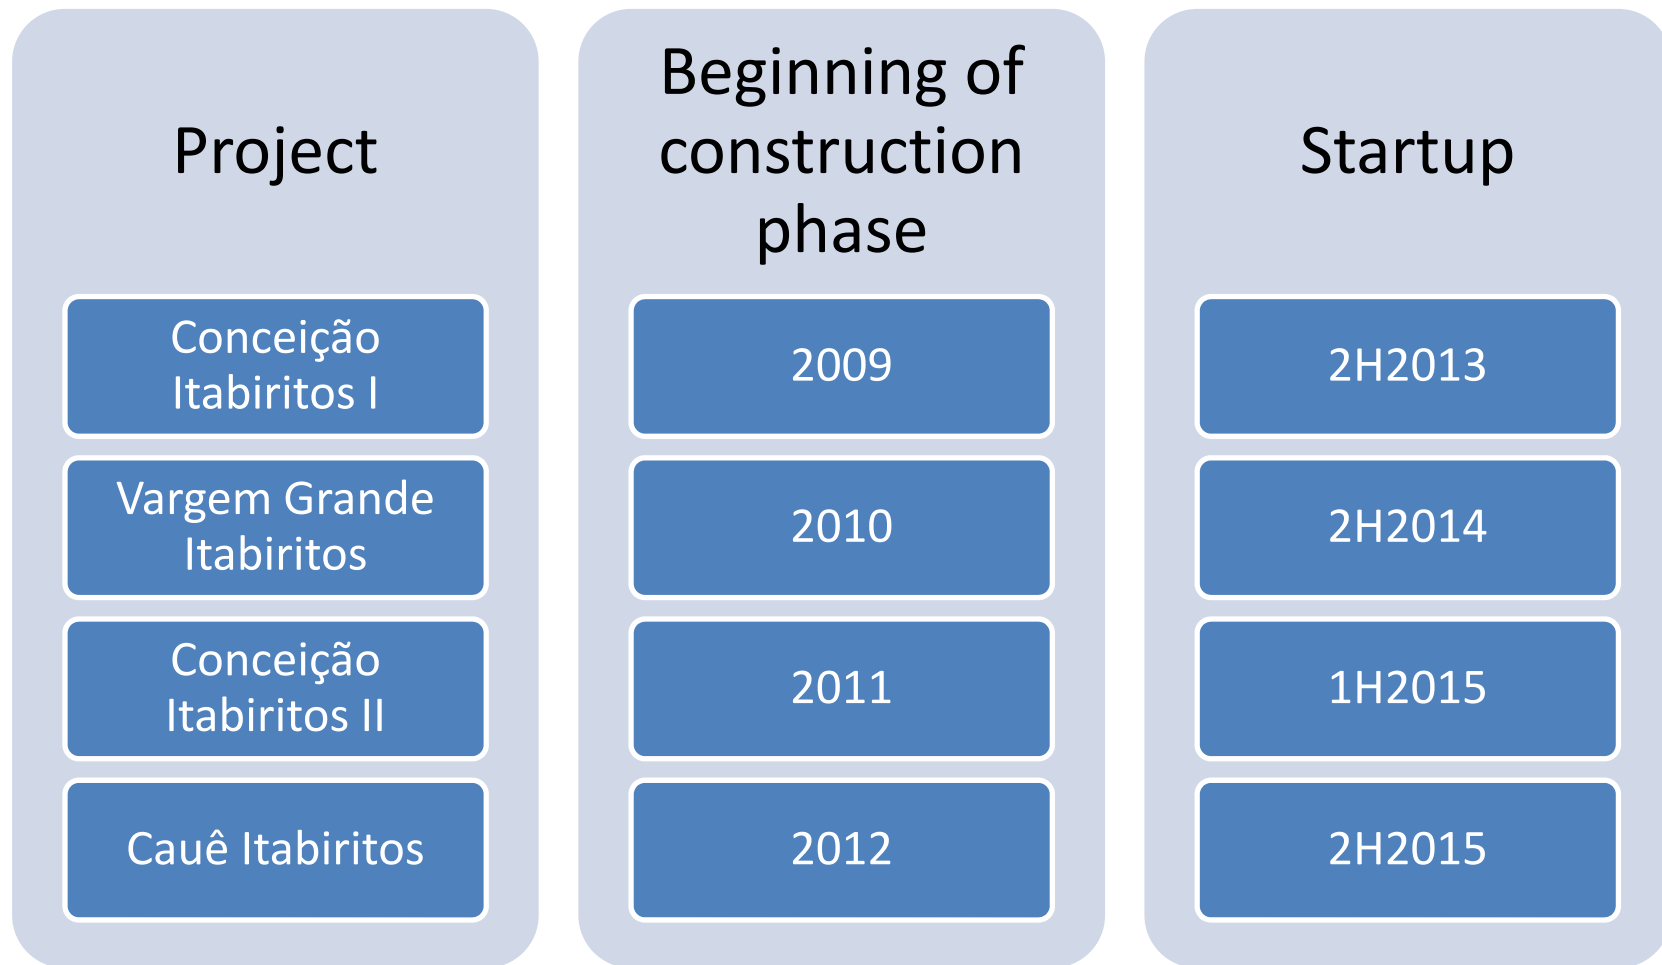 Project
Beginning of
construction
phase
Startup
Conceição
Itabiritos I
2009
2H2013
Vargem Grande
Itabiritos
2010
2H2014
Conceição
Itabiritos II
2011
1H2015
Cauê Itabiritos
2012
2H2015